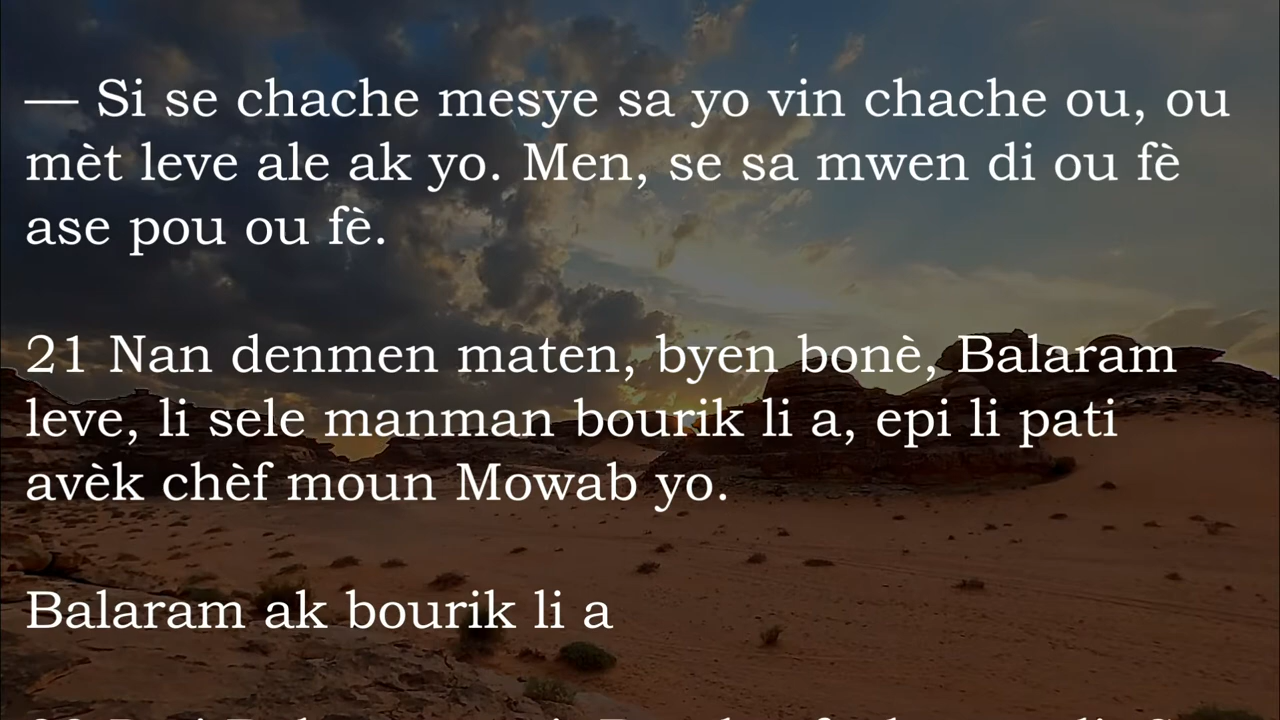 — Si se chache mesye sa yo vin chache ou, ou
mèt leve ale ak yo. Men, se sa mwen di ou fè
ase pou ou fè.
21 Nan denmen maten, byen bonè, Balaram
leve, li sele manman bourik li a, epi li pati
avèk chèf moun Mowab yo.
Balaram ak bourik li a